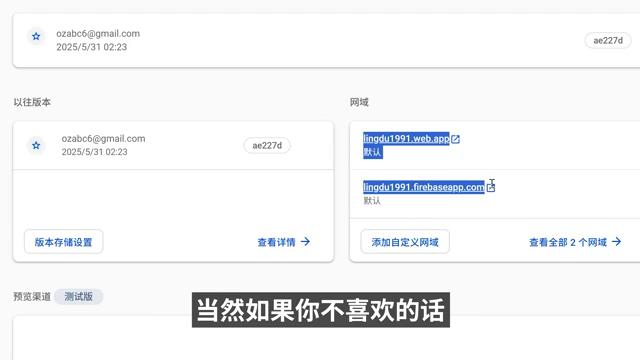 ozabc6@gmail.com
2025/5/31 02:23
ae227d
以往版本
ozabc6@gmail.com
2025/5/31 02:23
ae227d
版本存储设置
查看详情
网域
lingdu1991.web.app
默认
lingdu1991.firebaseapp.com
默认
添加自定义网域
查看全部 2 个网域
预览渠道 测试版
当然如果你不喜欢的话